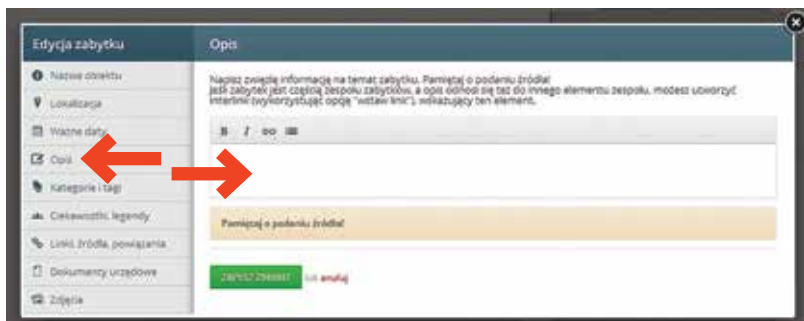 Edycja zabytku
Opis
Nazwa obiektu
Lokalizacja
Ważne daty
Opis
Kategorie i tagi
Ciekawostki, legendy
Linki, źródła, powiązania
Dokumenty urzędowe
Zdjęcia
Napisz zwięzłą informację na temat zabytku. Pamiętaj o podaniu źródła!
Jeśli zabytek jest częścią zespołu zabytków, a opis odnosi się też do innego elementu zespołu, możesz utworzyć
interlink (wykorzystując opcję "wstaw link"), wskazujący ten element.
B I
Pamiętaj o podaniu źródła!
ZAPISZ ZMIANY lub anuluj